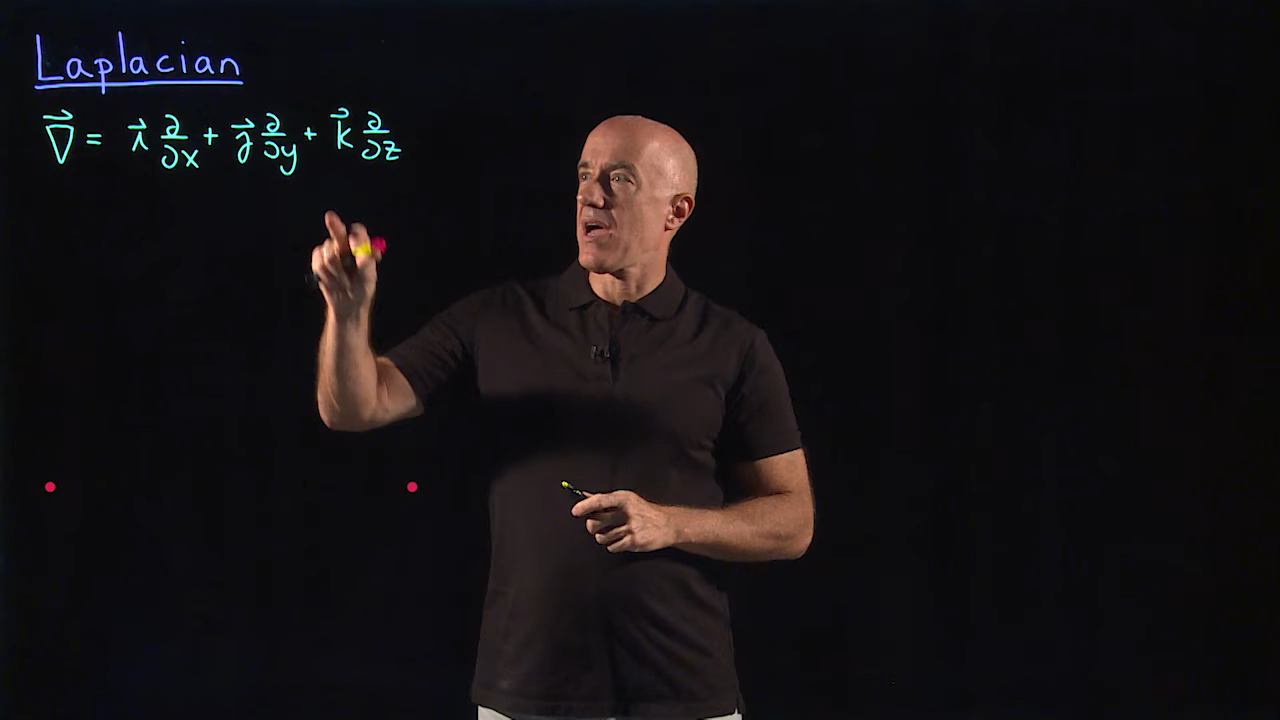 Laplacian
∇⃗ = i⃗ ∂/∂x + j⃗ ∂/∂y + k⃗ ∂/∂z